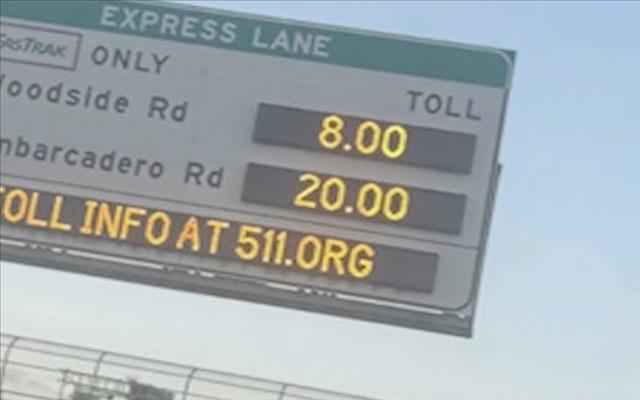 EXPRESS LANE
FASTRAK ONLY TOLL
Woodside Rd 8.00
Embarcadero Rd 20.00
TOLL INFO AT 511.ORG